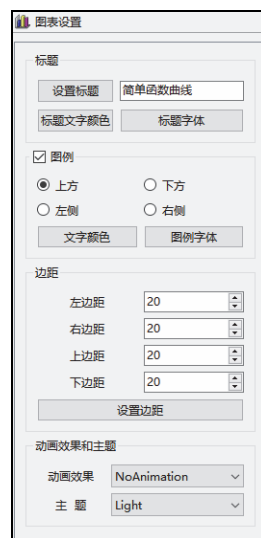 图表设置
标题
设置标题 简单函数曲线
标题文字颜色 标题字体
图例
上方 下方
左侧 右侧
文字颜色 图例字体
边距
左边距 20
右边距 20
上边距 20
下边距 20
设置边距
动画效果和主题
动画效果 NoAnimation
主 题 Light